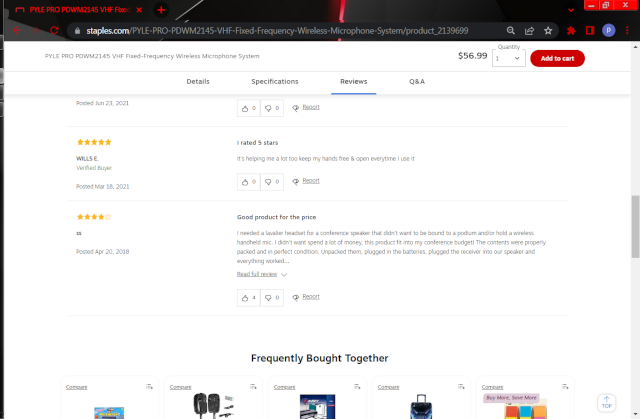 PYLE PRO PDWM2145 VHF Fixed
staples.com/PYLE-PRO-PDWM2145-VHF-Fixed-Frequency-Wireless-Microphone-System/product_2139699
P
PYLE PRO PDWM2145 VHF Fixed-Frequency Wireless Microphone System
$56.99
Quantity
1
Add to cart
Details
Specifications
Reviews
Q&A
Posted Jun 23, 2021
0
0
Report
I rated 5 stars
WILLS E.
Verified Buyer
It's helping me a lot too keep my hands free & open everytime I use it
Posted Mar 18, 2021
0
0
Report
Good product for the price
ss
I needed a lavalier headset for a conference speaker that didn't want to be bound to a podium and/or hold a wireless
handheld mic. I didn't want spend a lot of money, this product fit into my conference budget! The contents were properly
packed and in perfect condition. Unpacked them, plugged in the batteries, plugged the receiver into our speaker and
everything worked...
Posted Apr 20, 2018
Read full review
4
0
Report
Frequently Bought Together
Compare
Compare
Compare
Compare
Compare
Buy More, Save More
TOP